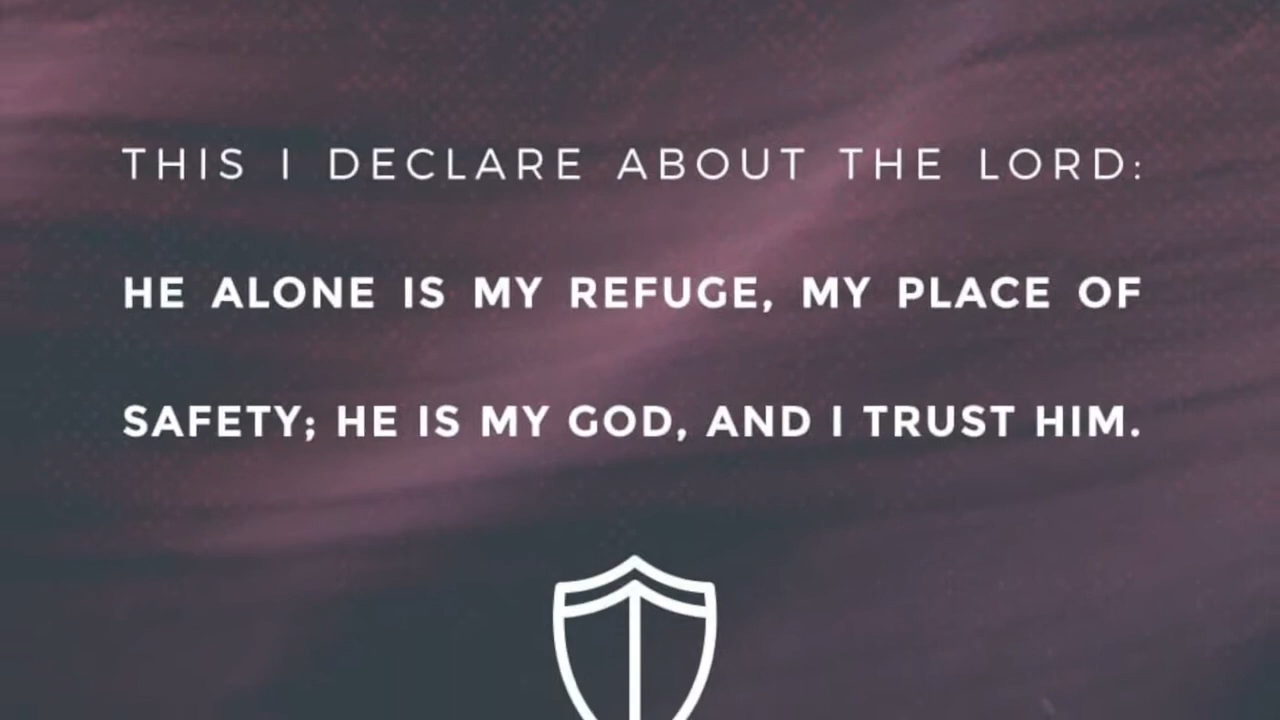 THIS I DECLARE ABOUT THE LORD:
HE ALONE IS MY REFUGE, MY PLACE OF
SAFETY; HE IS MY GOD, AND I TRUST HIM.